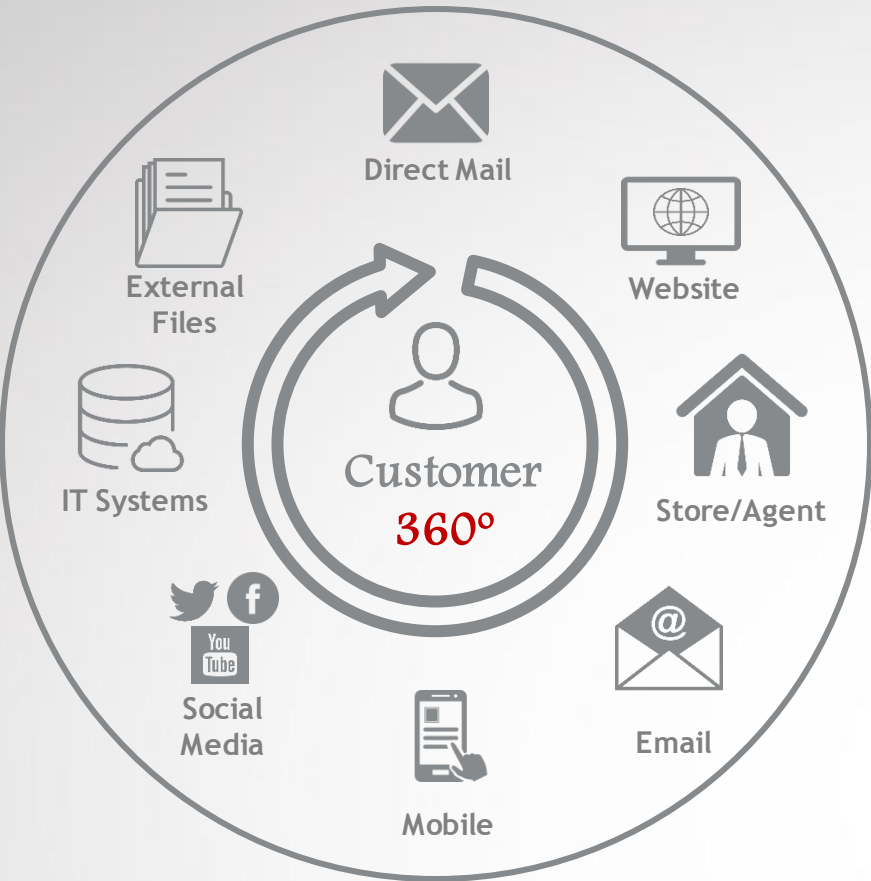 Direct Mail
Website
Store/Agent
Email
@
Mobile
Social
Media
f
You
Tube
IT Systems
External
Files
Customer
360º